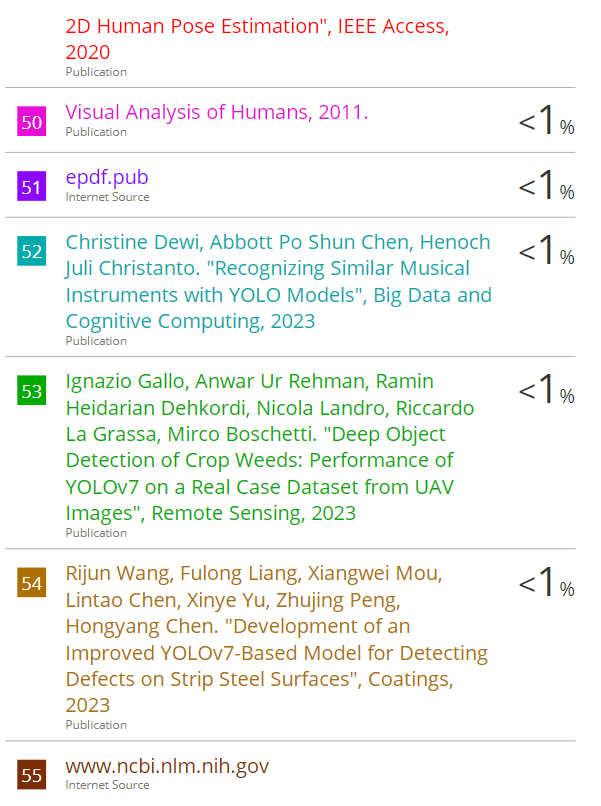 2D Human Pose Estimation", IEEE Access,
2020
Publication
50
Visual Analysis of Humans, 2011.
Publication
<1%
51
epdf.pub
Internet Source
<1%
52
Christine Dewi, Abbott Po Shun Chen, Henoch
Juli Christanto. "Recognizing Similar Musical
Instruments with YOLO Models", Big Data and
Cognitive Computing, 2023
Publication
<1%
53
Ignazio Gallo, Anwar Ur Rehman, Ramin
Heidarian Dehkordi, Nicola Landro, Riccardo
La Grassa, Mirco Boschetti. "Deep Object
Detection of Crop Weeds: Performance of
YOLOv7 on a Real Case Dataset from UAV
Images", Remote Sensing, 2023
Publication
<1%
54
Rijun Wang, Fulong Liang, Xiangwei Mou,
Lintao Chen, Xinye Yu, Zhujing Peng,
Hongyang Chen. "Development of an
Improved YOLOv7-Based Model for Detecting
Defects on Strip Steel Surfaces", Coatings,
2023
Publication
<1%
55
www.ncbi.nlm.nih.gov
Internet Source